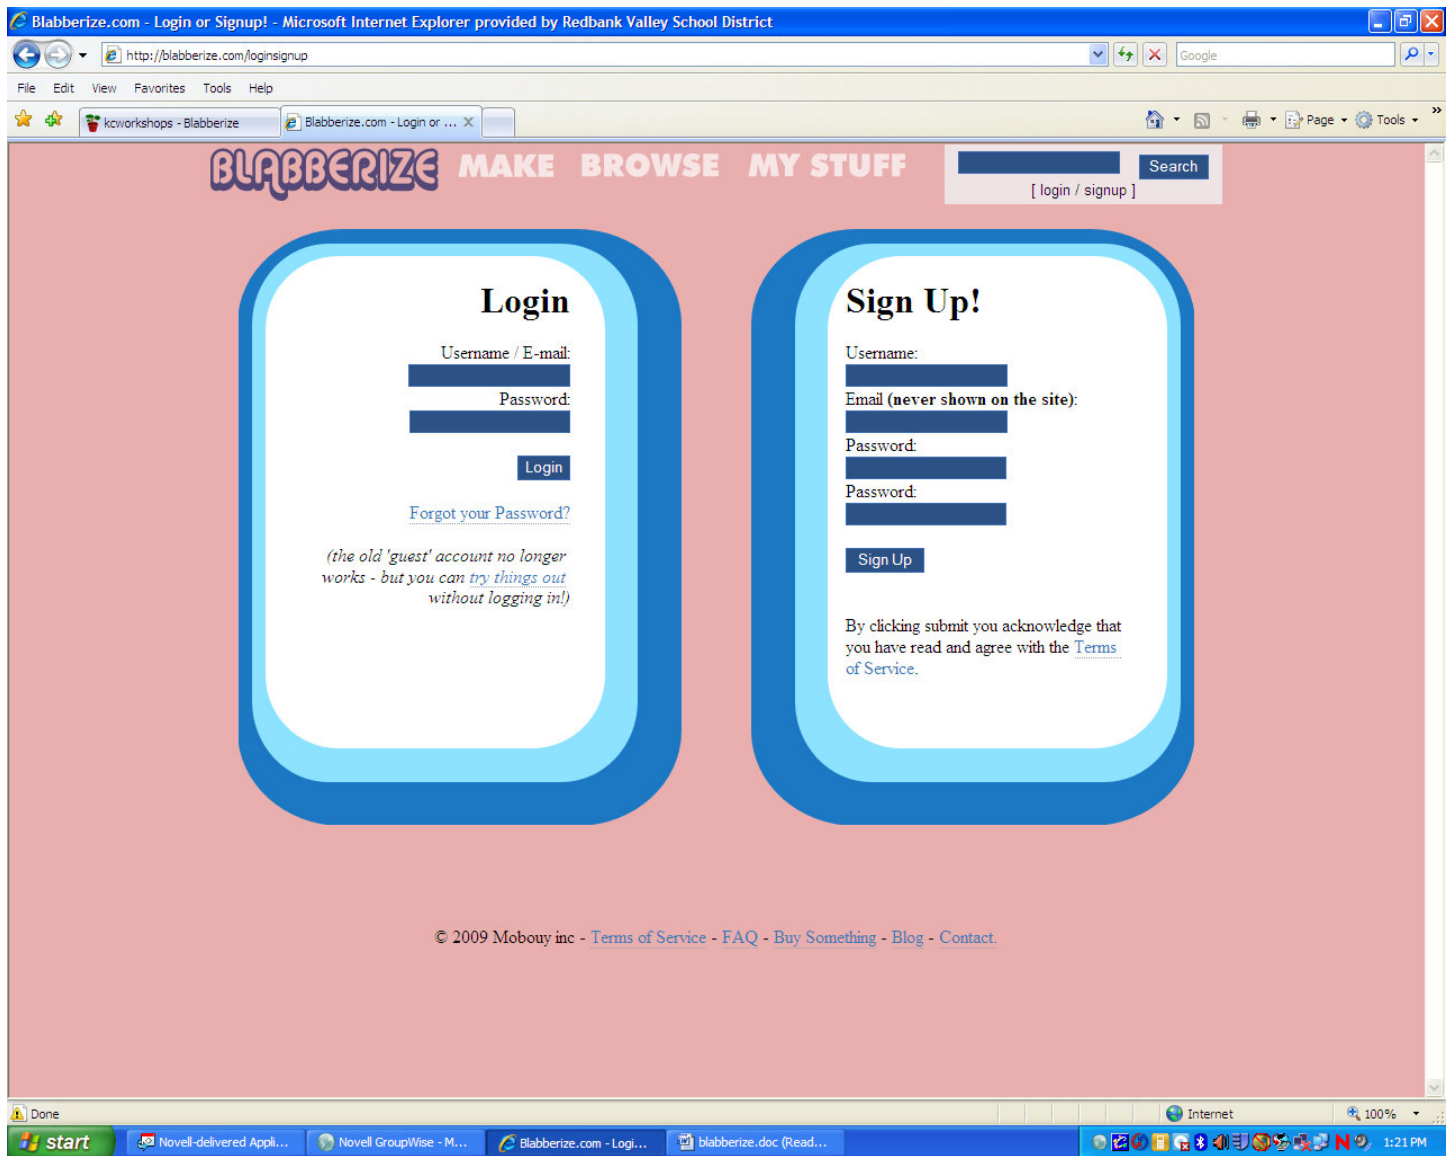 Blabberize.com - Login or Signup! - Microsoft Internet Explorer provided by Redbank Valley School District
http://blabberize.com/loginsignup
Google
File Edit View Favorites Tools Help
kcworkshops - Blabberize
Blabberize.com - Login or ...
Page
Tools
BLABBERIZE MAKE BROWSE MY STUFF
Search
[ login / signup ]
Login
Username / E-mail:
Password:
Login
Forgot your Password?
(the old 'guest' account no longer
works - but you can try things out
without logging in!)
Sign Up!
Username:
Email (never shown on the site):
Password:
Password:
Sign Up
By clicking submit you acknowledge that
you have read and agree with the Terms
of Service.
© 2009 Mobouy inc - Terms of Service - FAQ - Buy Something - Blog - Contact.
Done
Internet
100%
start
Novell-delivered Appli...
Novell GroupWise - M...
Blabberize.com - Logi...
blabberize.doc (Read...
1:21 PM